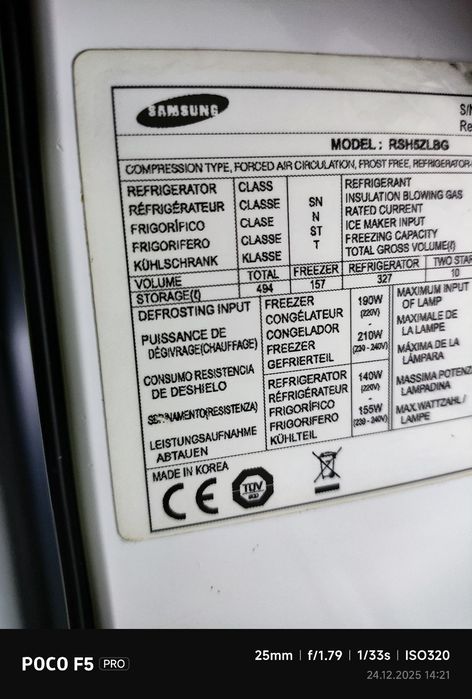 SAMSUNG
S/N
Re
MODEL : RSH5ZLBG
COMPRESSION TYPE, FORCED AIR CIRCULATION, FROST FREE, REFRIGERATOR-
REFRIGERATOR CLASS
RÉFRIGÉRATEUR CLASSE
FRIGORÍFICO CLASE
FRIGORIFERO CLASSE
KÜHLSCHRANK KLASSE
SN
N
ST
T
REFRIGERANT
INSULATION BLOWING GAS
RATED CURRENT
ICE MAKER INPUT
FREEZING CAPACITY
TOTAL GROSS VOLUME(ℓ)
VOLUME TOTAL FREEZER REFRIGERATOR TWO STAR
STORAGE(ℓ) 494 157 327 10
DEFROSTING INPUT
PUISSANCE DE
DÉGIVRAGE(CHAUFFAGE)
CONSUMO RESISTENCIA
DE DESHIELO
LEISTUNGSAUFNAHME
ABTAUEN
FREEZER
CONGÉLATEUR
CONGELADOR
FREEZER
GEFRIERTEIL
190W
(220V)
-
210W
(230 - 240V)
REFRIGERATOR
RÉFRIGÉRATEUR
FRIGORÍFICO
FRIGORIFERO
KÜHLTEIL
140W
(220V)
-
155W
(230 - 240V)
MAXIMUM INPUT
OF LAMP
MAXIMALE DE
LA LAMPE
MÁXIMA DE LA
LÁMPARA
MASSIMA POTENZ
LAMPADINA
MAX.WATTZAHL /
LAMPE
MADE IN KOREA
CE
TÜV
POCO F5 PRO
25mm | f/1.79 | 1/33s | ISO320
24.12.2025 14:21